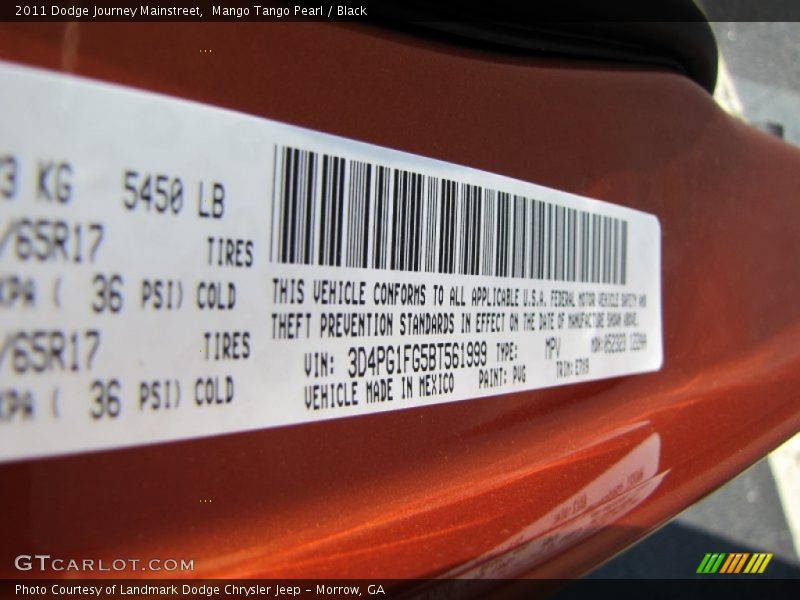 2011 Dodge Journey Mainstreet,  Mango Tango Pearl / Black
3 KG 5450 LB
/65R17 TIRES
KPA ( 36 PSI) COLD
/65R17 TIRES
KPA ( 36 PSI) COLD
THIS VEHICLE CONFORMS TO ALL APPLICABLE U.S.A. FEDERAL MOTOR VEHICLE SAFETY AND
THEFT PREVENTION STANDARDS IN EFFECT ON THE DATE OF MANUFACTURE SHOWN ABOVE.
VIN: 3D4PG1FG5BT561999 TYPE: MPV
VEHICLE MADE IN MEXICO PAINT: PVG TRIM:
GTCARLOT.COM
Photo Courtesy of Landmark Dodge Chrysler Jeep - Morrow, GA